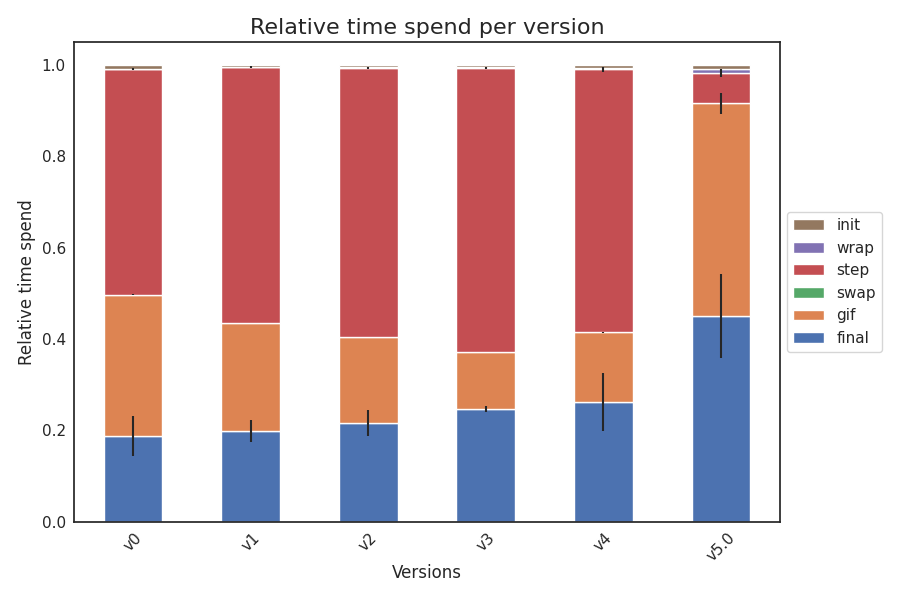 Relative time spend per version
Relative time spend
1.0
0.8
0.6
0.4
0.2
0.0
v0
v1
v2
v3
v4
v5.0
Versions
init
wrap
step
swap
gif
final